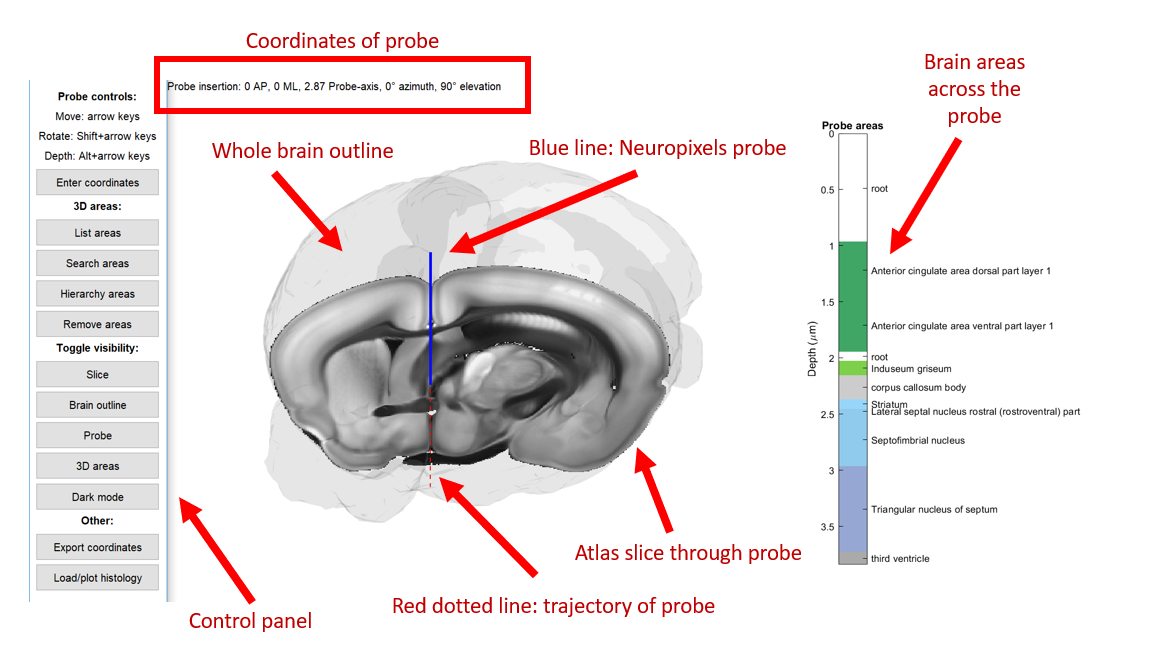 Coordinates of probe
Probe insertion: 0 AP, 0 ML, 2.87 Probe-axis, 0° azimuth, 90° elevation
Probe controls:
Move: arrow keys
Rotate: Shift+arrow keys
Depth: Alt+arrow keys
Enter coordinates
3D areas:
List areas
Search areas
Hierarchy areas
Remove areas
Toggle visibility:
Slice
Brain outline
Probe
3D areas
Dark mode
Other:
Export coordinates
Load/plot histology
Control panel
Whole brain outline
Blue line: Neuropixels probe
Atlas slice through probe
Red dotted line: trajectory of probe
Brain areas
across the
probe
Probe areas
Depth (μm)
0
0.5
1
1.5
2
2.5
3
3.5
root
Anterior cingulate area dorsal part layer 1
Anterior cingulate area ventral part layer 1
root
Induseum griseum
corpus callosum body
Striatum
Lateral septal nucleus rostral (rostroventral) part
Septofimbrial nucleus
Triangular nucleus of septum
third ventricle